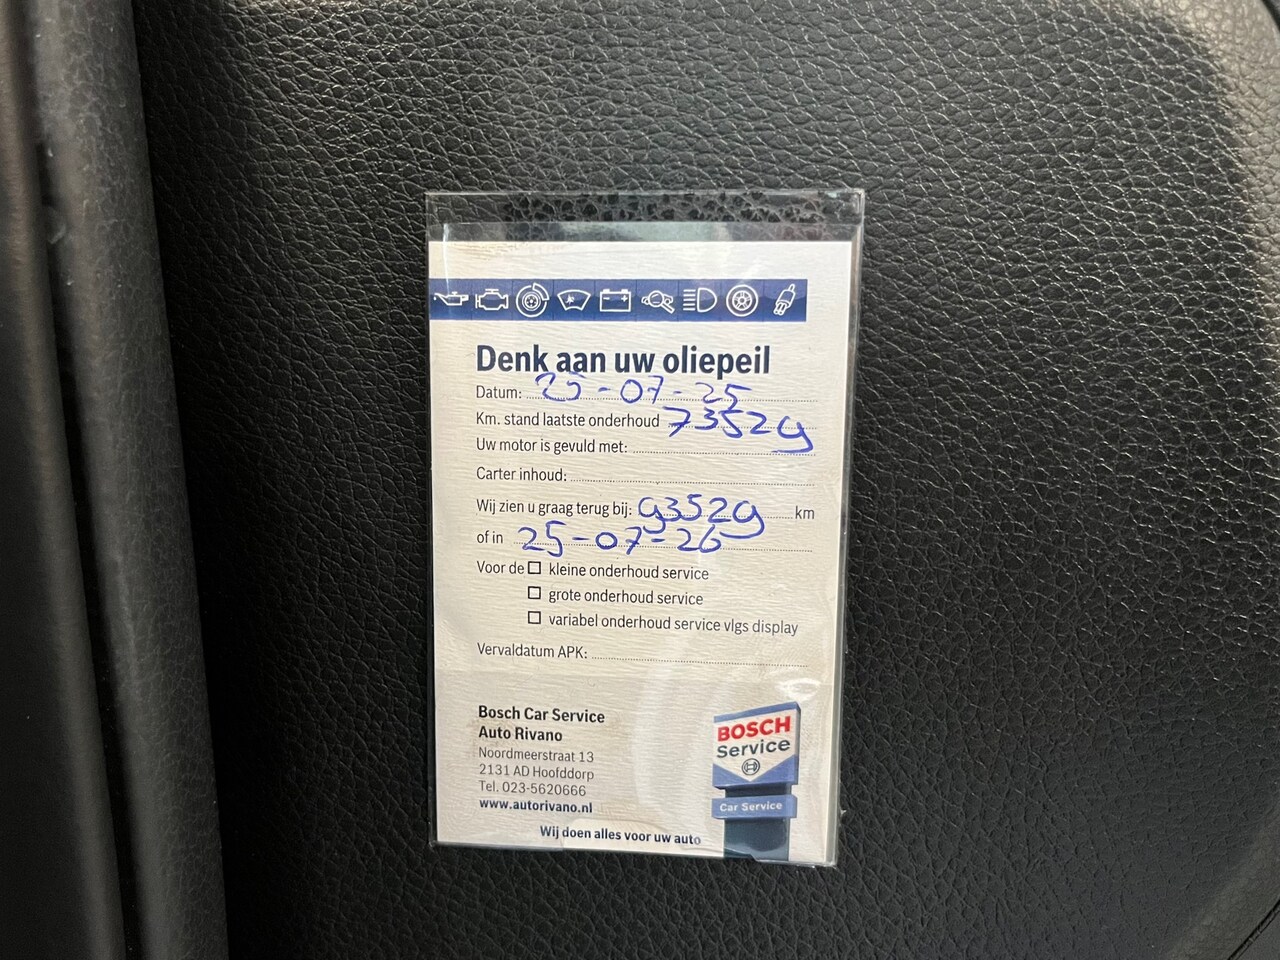 Denk aan uw oliepeil
Datum: 25-07-25
Km. stand laatste onderhoud 73529
Uw motor is gevuld met:
Carter inhoud:
Wij zien u graag terug bij: 93529 km
of in 25-07-26
Voor de ☐ kleine onderhoud service
☐ grote onderhoud service
☐ variabel onderhoud service vlgs display
Vervaldatum APK:
Bosch Car Service
Auto Rivano
Noordmeerstraat 13
2131 AD Hoofddorp
Tel. 023-5620666
www.autorivano.nl
Wij doen alles voor uw auto
BOSCH
Service
Car Service